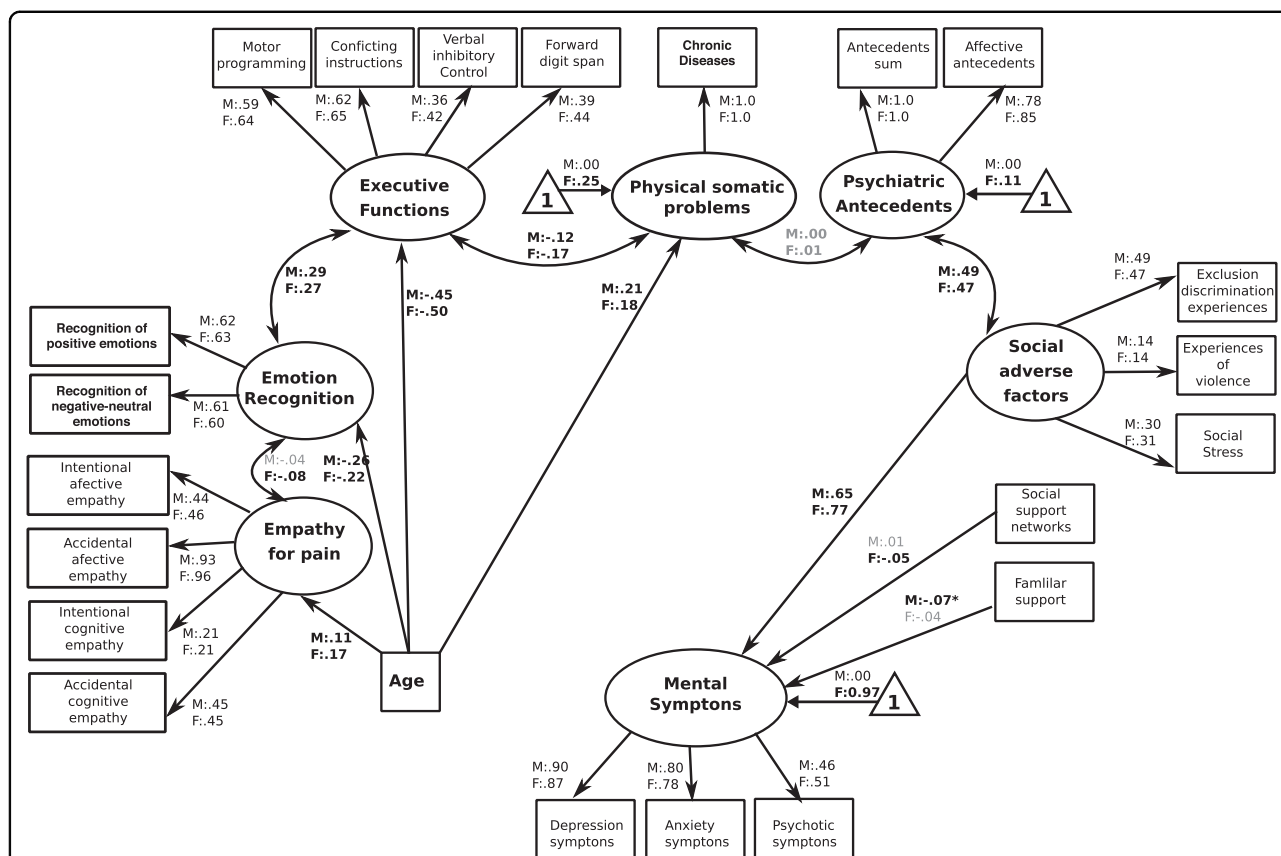 Motor
programming
Conficting
instructions
Verbal
inhibitory
Control
Forward
digit span
Chronic
Diseases
Antecedents
sum
Affective
antecedents
M:.59
F:.64
M:.62
F:.65
M:.36
F:.42
M:.39
F:.44
M:1.0
F:1.0
M:1.0
F:1.0
M:.78
F:.85
Executive
Functions
M:.00
F:.25
1
Physical somatic
problems
Psychiatric
Antecedents
M:.00
F:.11
1
M:-.12
F:-.17
M:.00
F:.01
M:.29
F:.27
M:-.45
F:-.50
M:.21
F:.18
M:.49
F:.47
M:.49
F:.47
Exclusion
discrimination
experiences
Recognition of
positive emotions
M:.62
F:.63
Emotion
Recognition
Social
adverse
factors
M:.14
F:.14
Experiences
of
violence
Recognition of
negative-neutral
emotions
M:.61
F:.60
M:.30
F:.31
Social
Stress
M:-.04
F:-.08
M:-.26
F:-.22
Intentional
afective
empathy
M:.44
F:.46
Empathy
for pain
Accidental
afective
empathy
M:.93
F:.96
Intentional
cognitive
empathy
M:.21
F:.21
Accidental
cognitive
empathy
M:.45
F:.45
M:.11
F:.17
Age
M:.65
F:.77
Social
support
networks
M:.01
F:-.05
Famlilar
support
M:-.07*
F:-.04
Mental
Symptons
M:.00
F:0.97
1
M:.90
F:.87
M:.80
F:.78
M:.46
F:.51
Depression
symptons
Anxiety
symptons
Psychotic
symptons